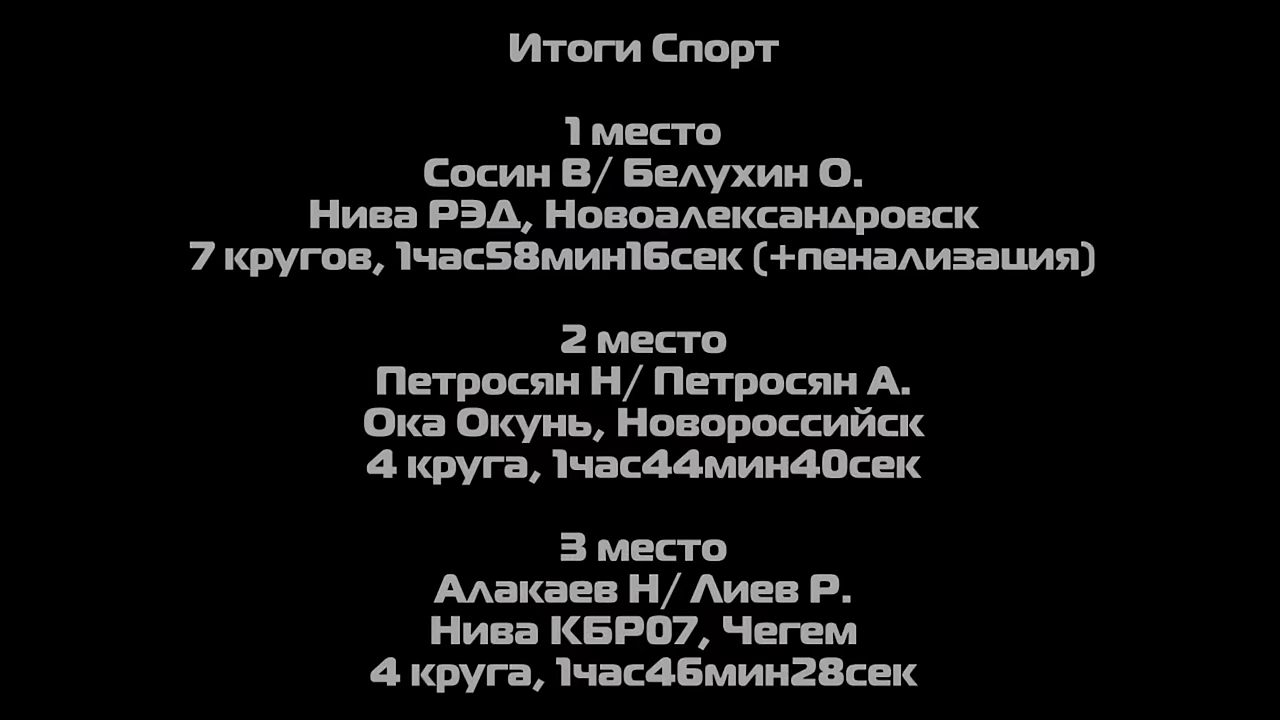 Итоги Спорт
1 место
Сосин В/ Белухин О.
Нива РЭД, Новоалександровск
7 кругов, 1час58мин16сек (+пенализация)
2 место
Петросян Н/ Петросян А.
Ока Окунь, Новороссийск
4 круга, 1час44мин40сек
3 место
Алакаев Н/ Лиев Р.
Нива КБР07, Чегем
4 круга, 1час46мин28сек